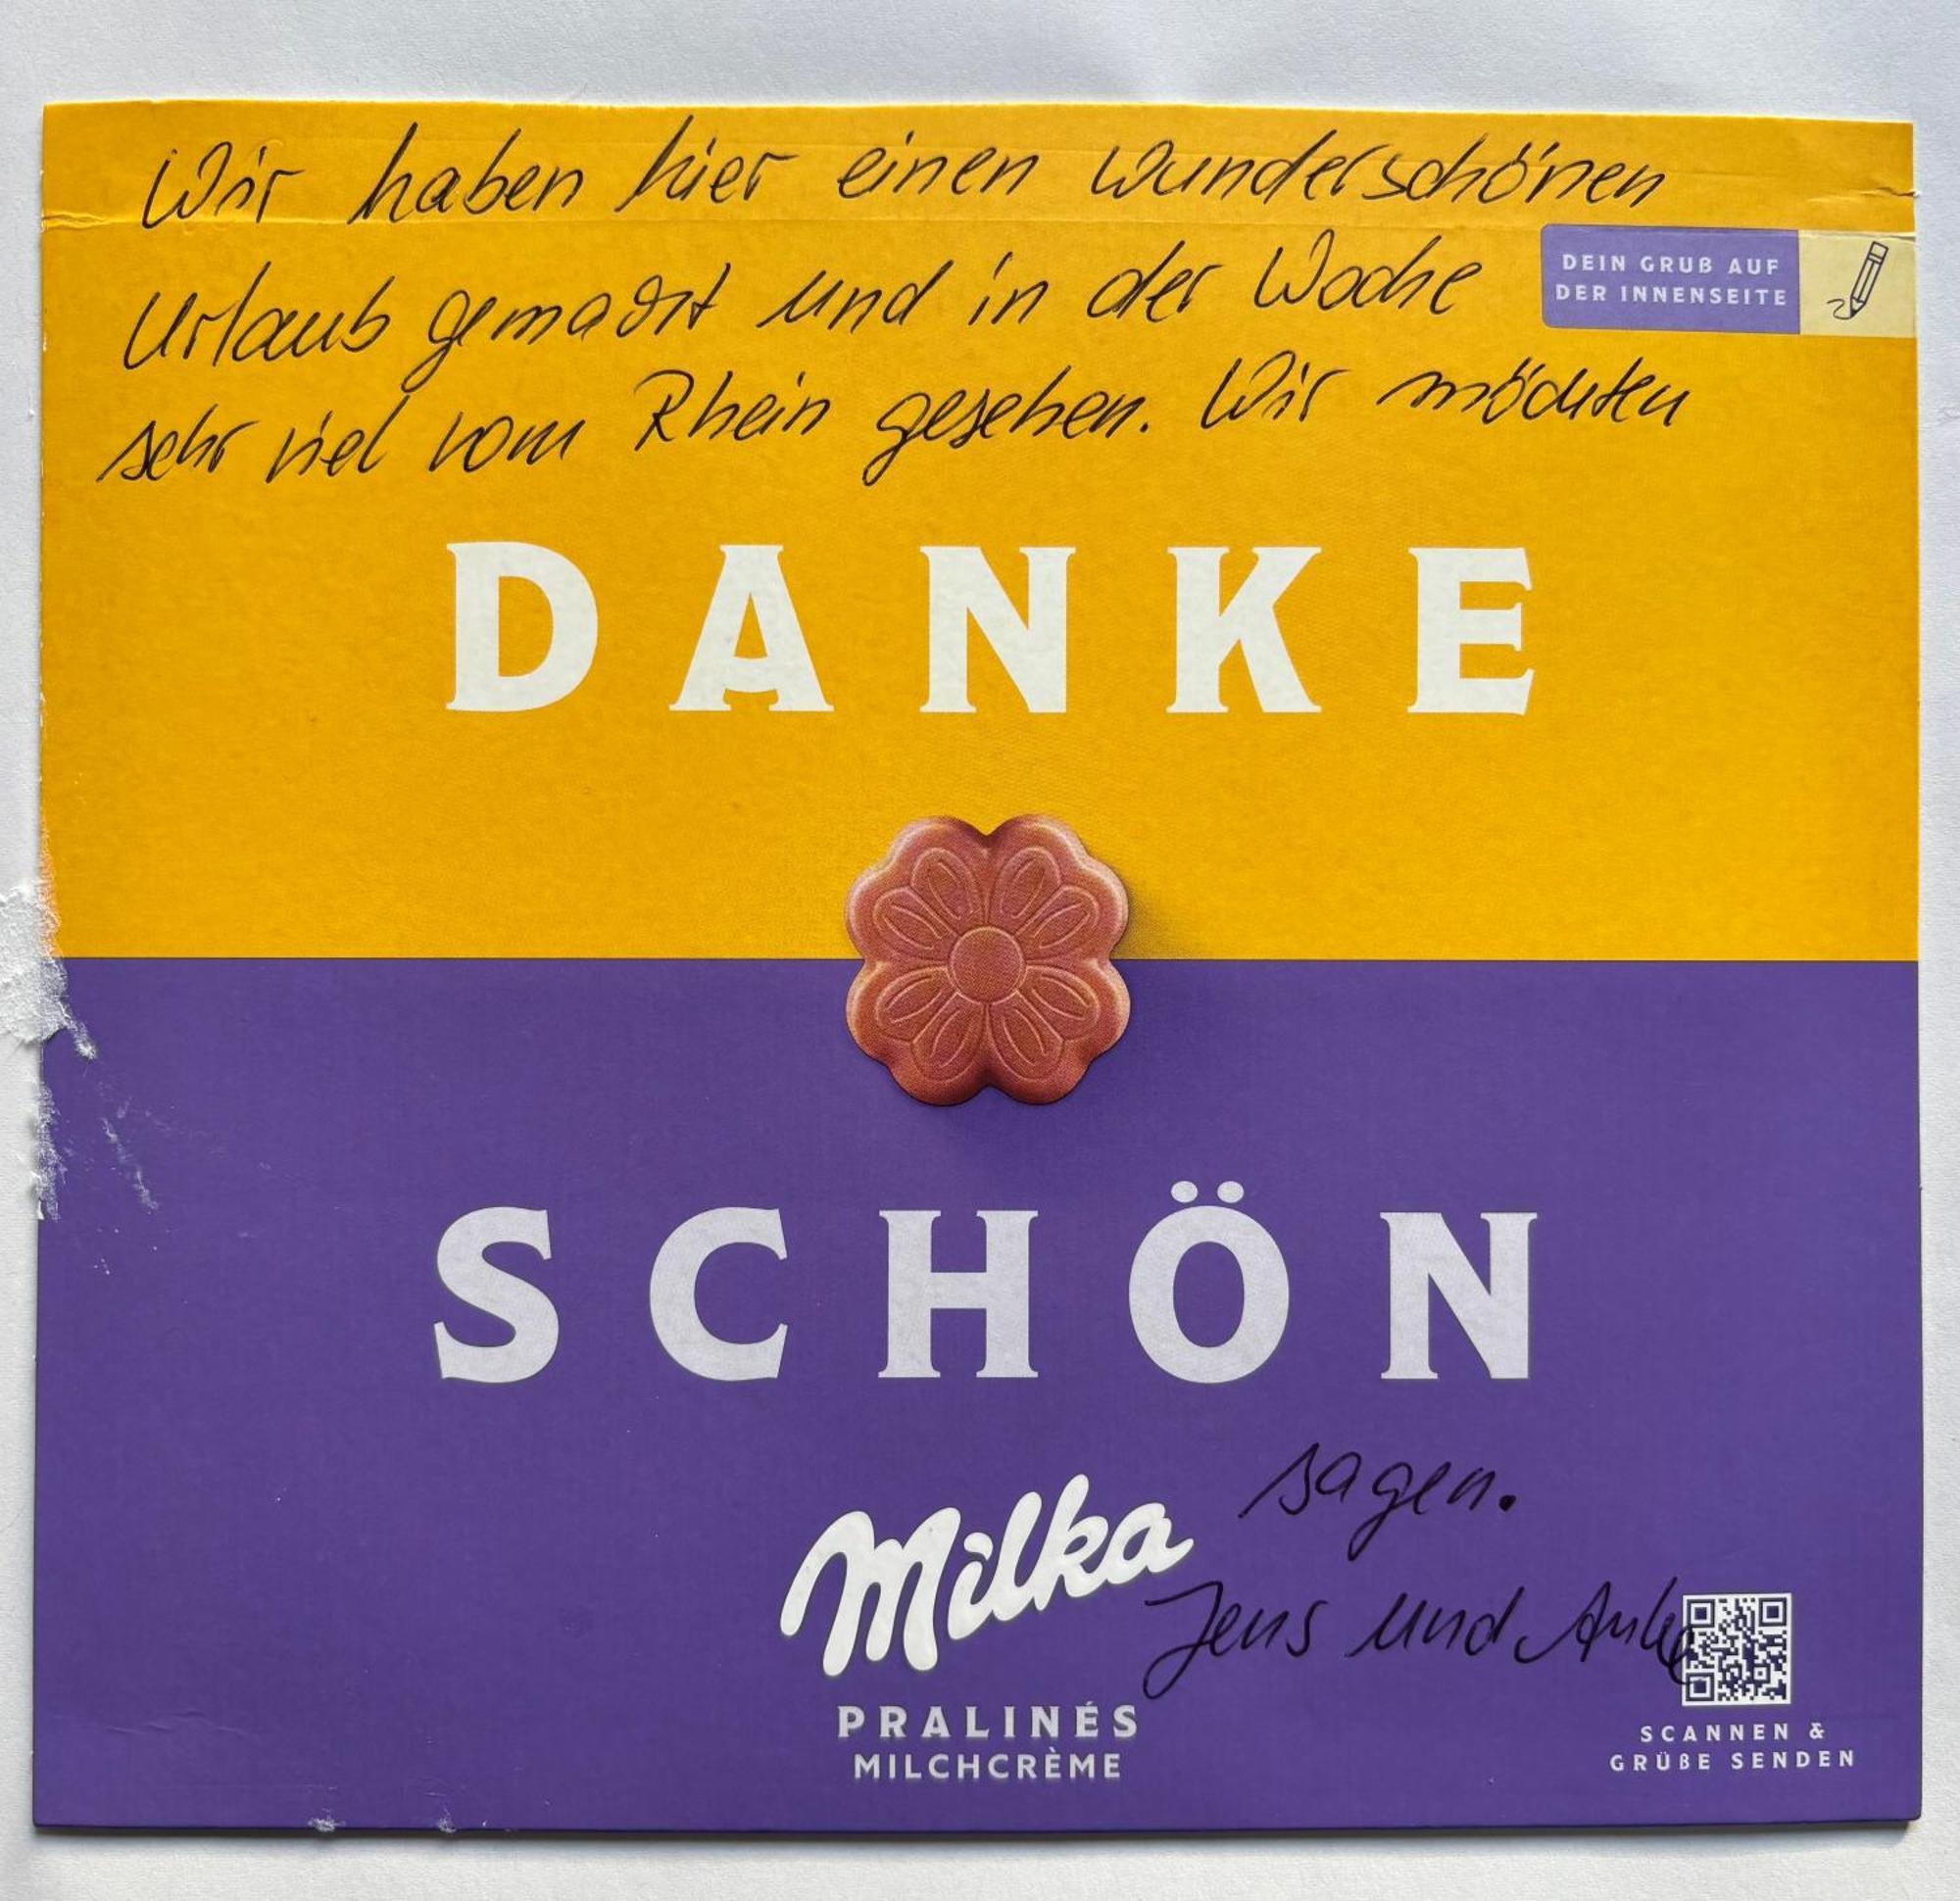 Wir haben hier einen wunderschönen
Urlaub gemacht und in der Woche
DEIN GRUß AUF
DER INNENSEITE
sehr viel vom Rhein gesehen. Wir möchten
DANKE
SCHÖN
sagen.
Milka
Jens und Anke
PRALINÉS
MILCHCRÈME
SCANNEN &
GRÜßE SENDEN